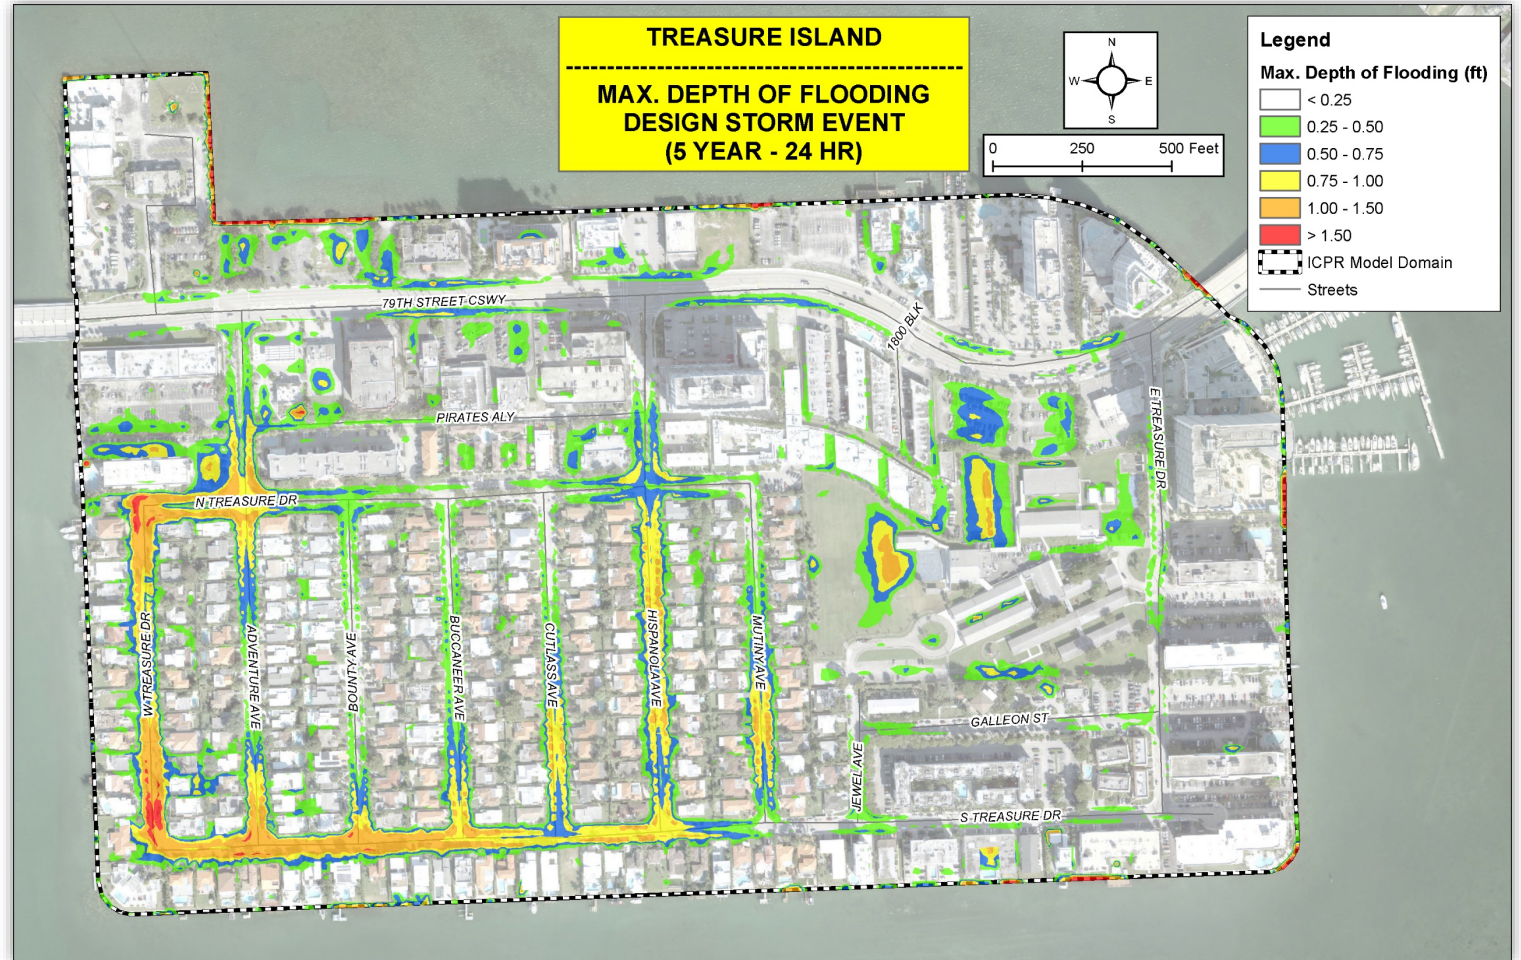 TREASURE ISLAND
MAX. DEPTH OF FLOODING
DESIGN STORM EVENT
(5 YEAR - 24 HR)
N
W E
S
0 250 500 Feet
Legend
Max. Depth of Flooding (ft)
< 0.25
0.25 - 0.50
0.50 - 0.75
0.75 - 1.00
1.00 - 1.50
> 1.50
ICPR Model Domain
Streets
79TH STREET CSWY
1800 BLK
PIRATES ALY
E TREASURE DR
N TREASURE DR
W TREASURE DR
ADVENTURE AVE
BOUNTY AVE
BUCCANEER AVE
CUTLASS AVE
HISPANOLA AVE
MUTINY AVE
GALLEON ST
JEWEL AVE
S TREASURE DR